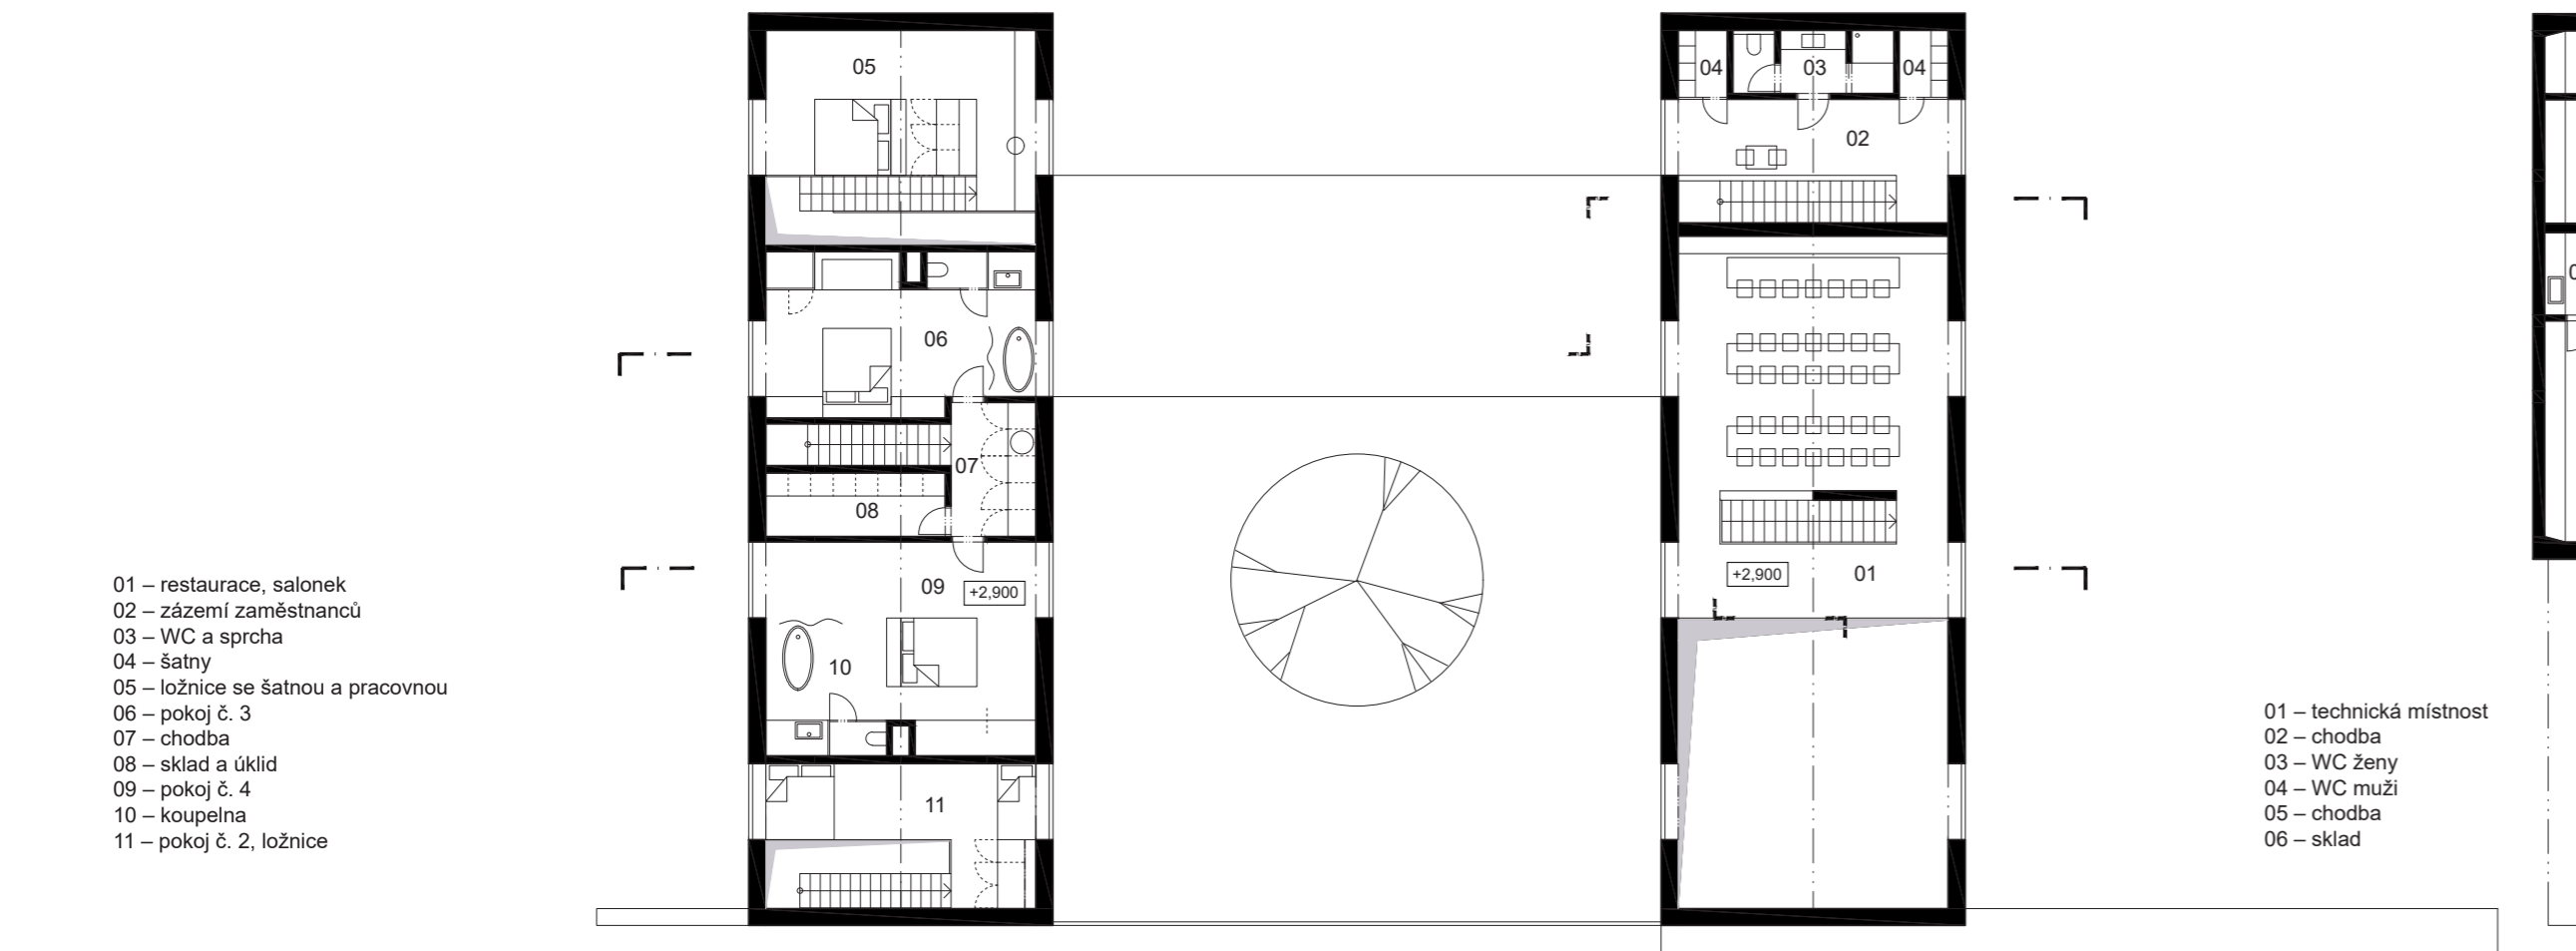 05
04
03
04
02
06
07
08
09
+2,900
10
11
+2,900
01
01 – restaurace, salonek
02 – zázemí zaměstnanců
03 – WC a sprcha
04 – šatny
05 – ložnice se šatnou a pracovnou
06 – pokoj č. 3
07 – chodba
08 – sklad a úklid
09 – pokoj č. 4
10 – koupelna
11 – pokoj č. 2, ložnice
01 – technická místnost
02 – chodba
03 – WC ženy
04 – WC muži
05 – chodba
06 – sklad